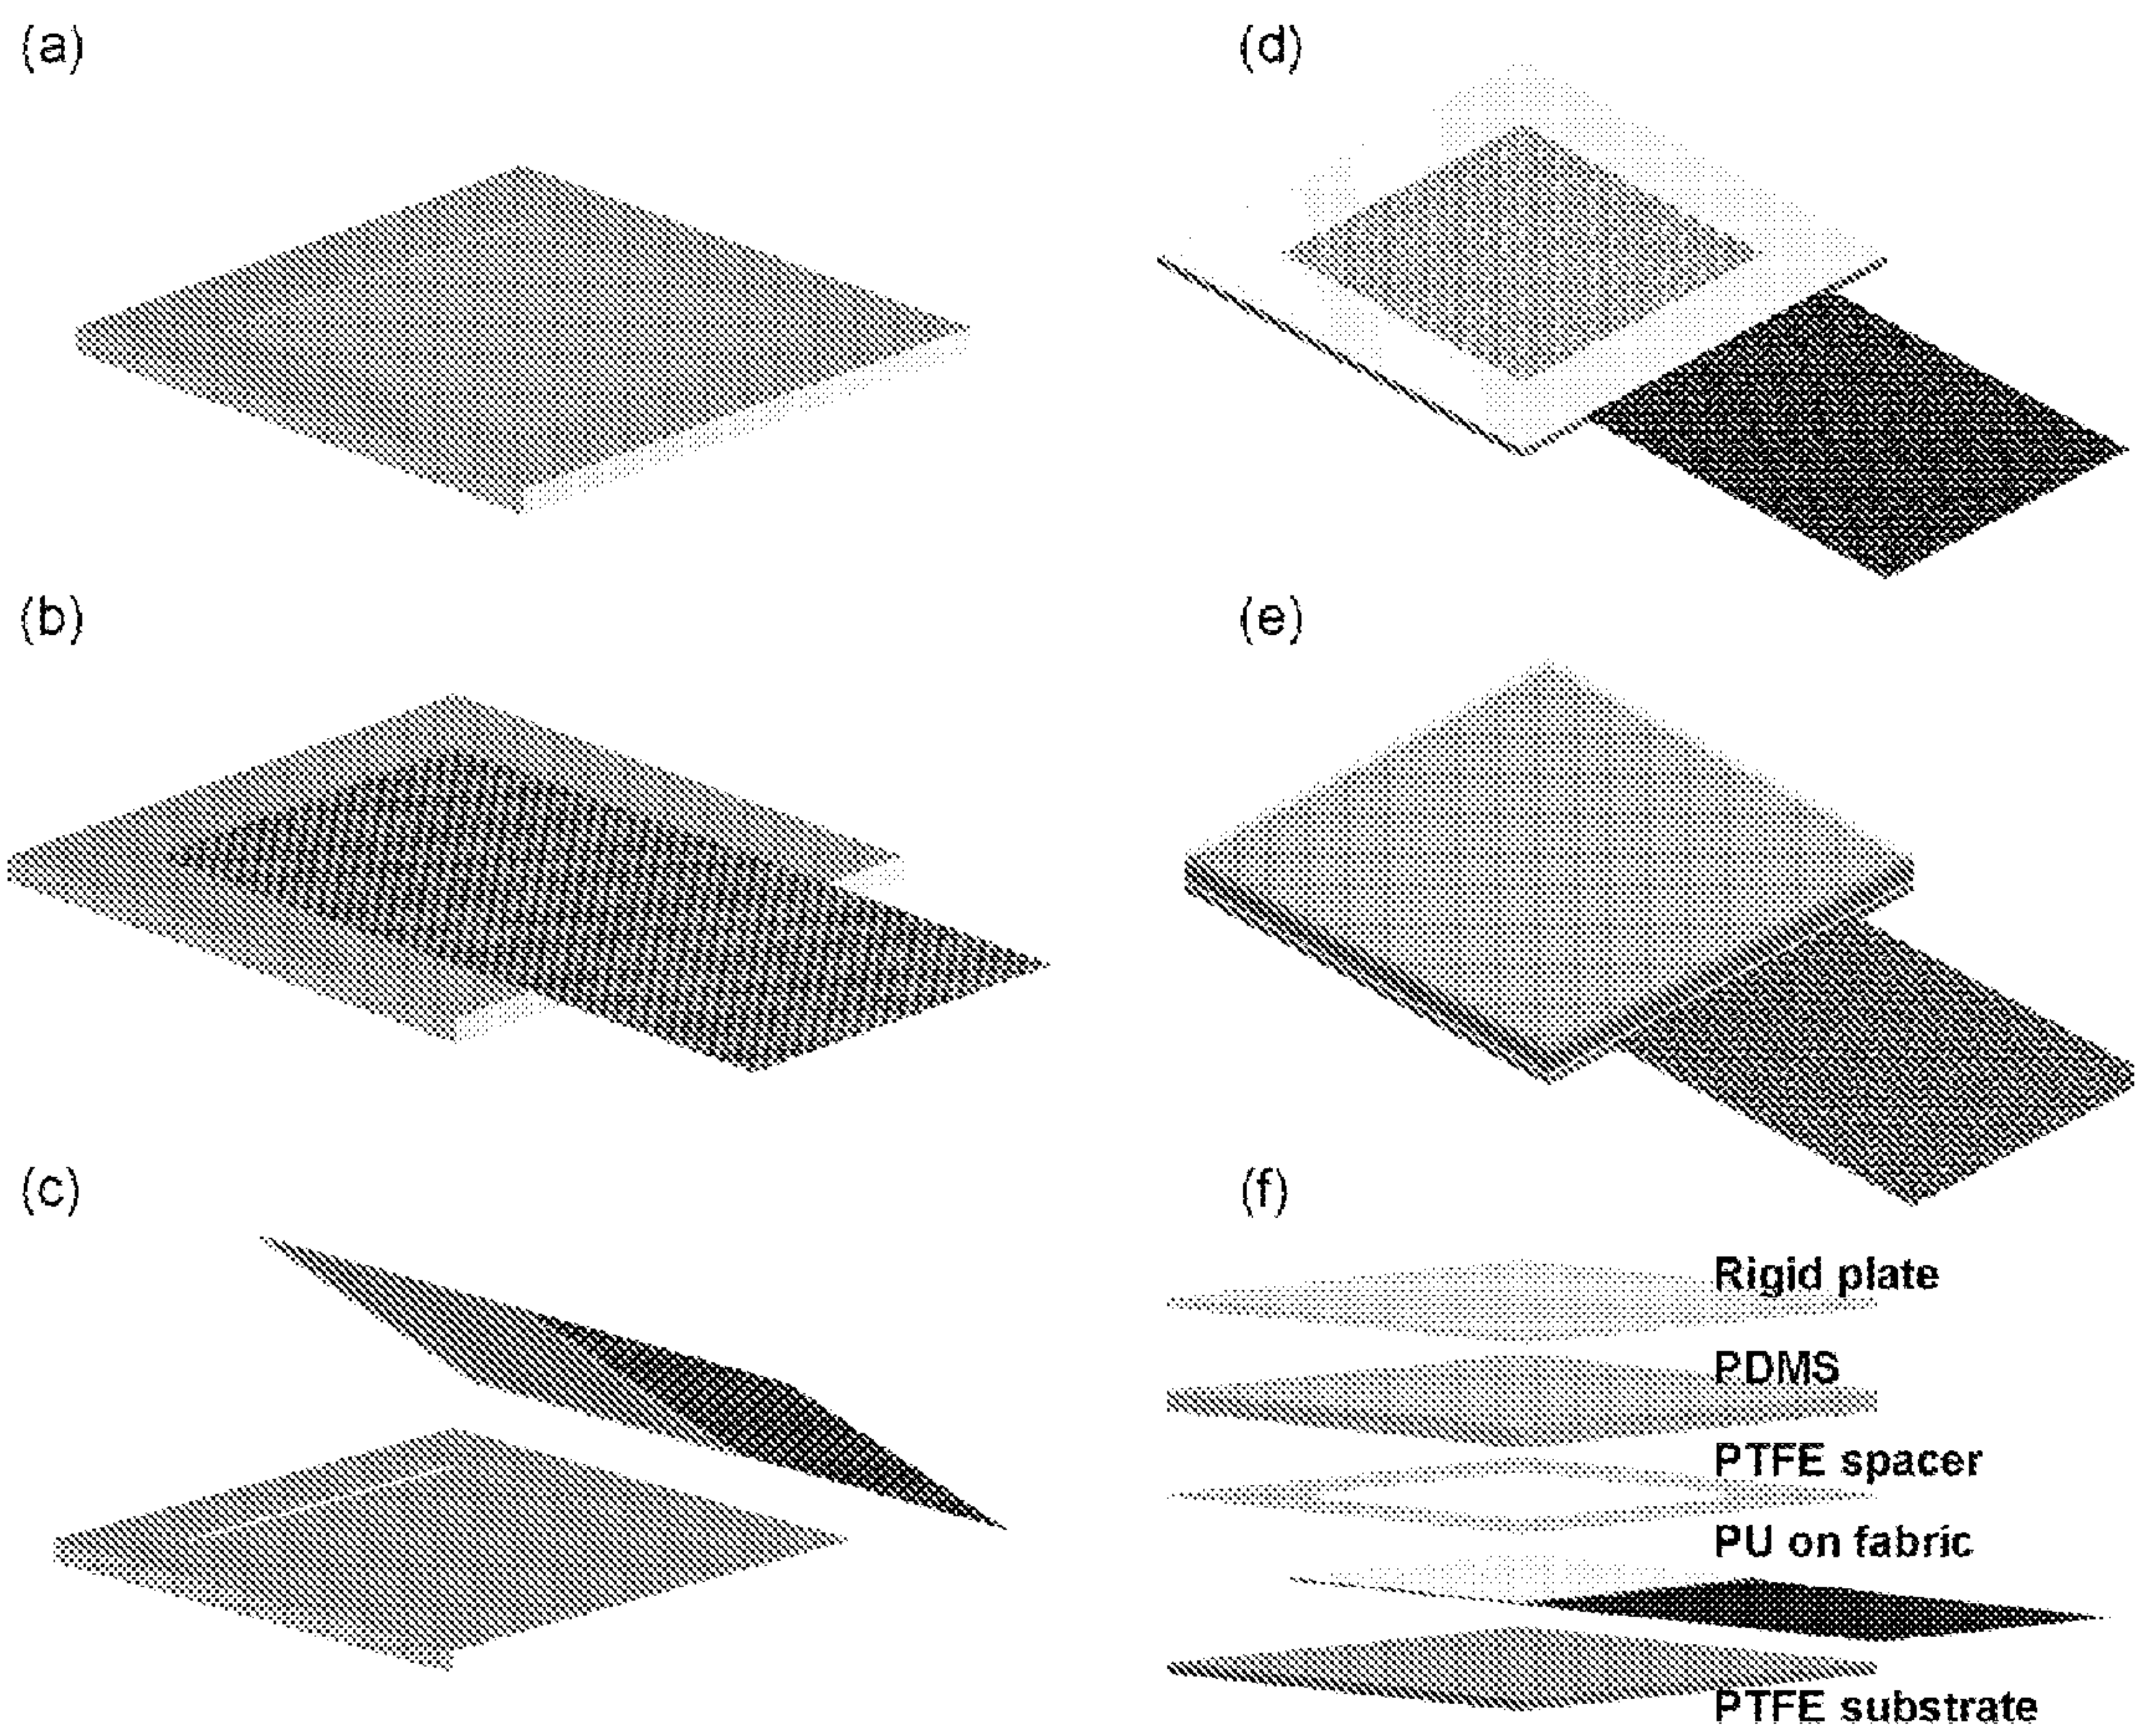 (a)
(d)
(b)
(e)
(c)
(f)
Rigid plate
PDMS
PTFE spacer
PU on fabric
PTFE substrate